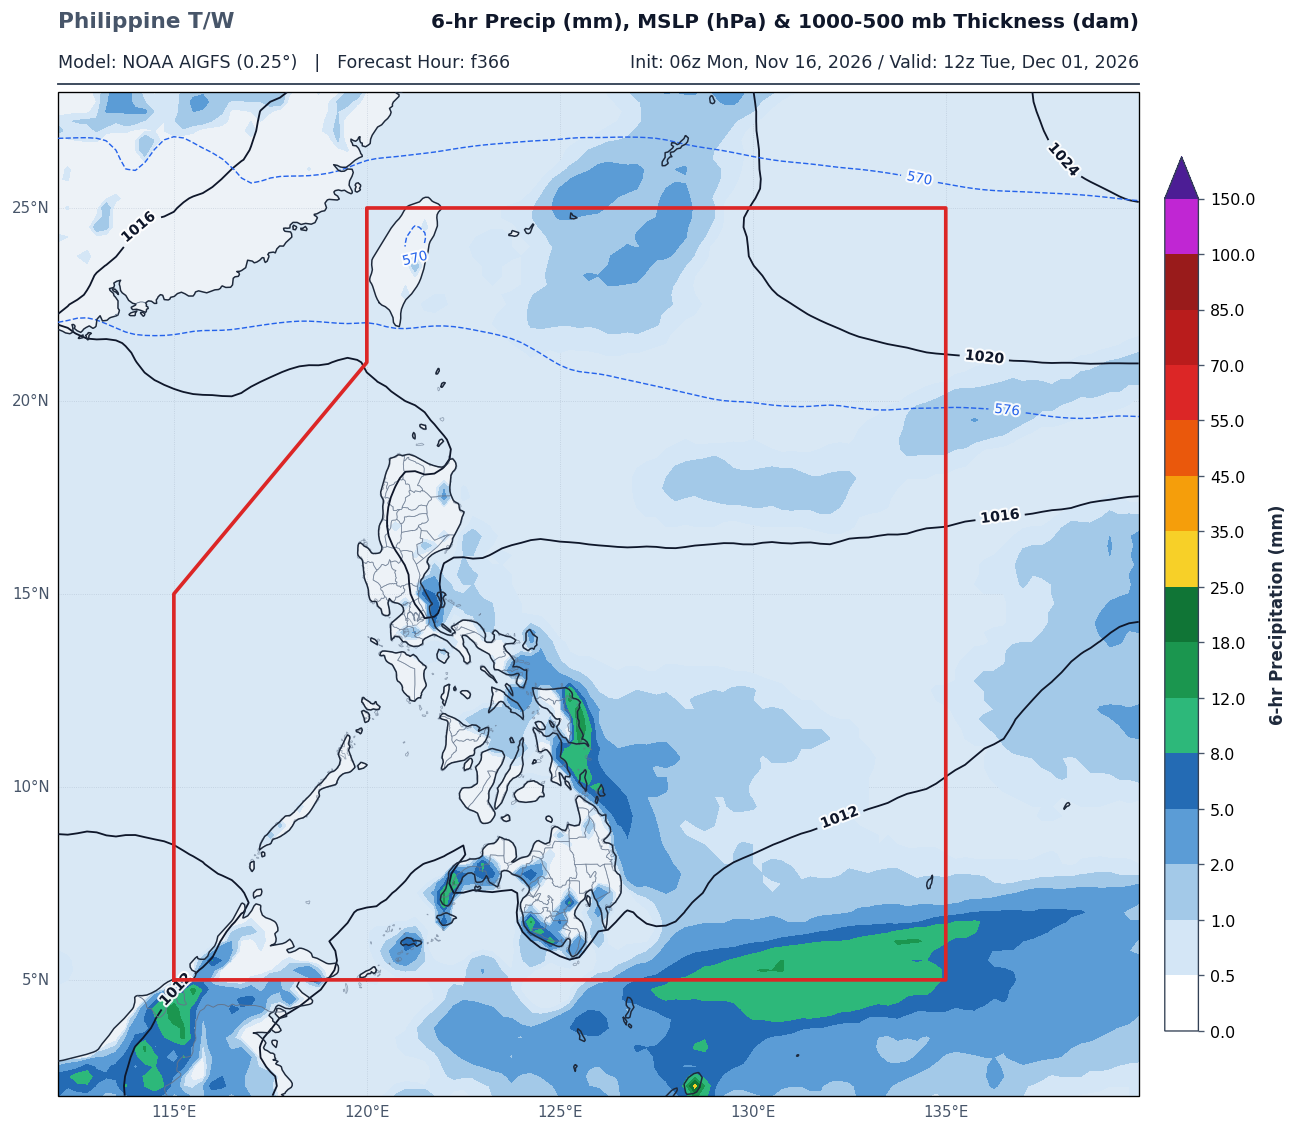 Philippine T/W
6-hr Precip (mm), MSLP (hPa) & 1000-500 mb Thickness (dam)
Model: NOAA AIGFS (0.25°) | Forecast Hour: f366
Init: 06z Mon, Nov 16, 2026 / Valid: 12z Tue, Dec 01, 2026
1024
570
1016
570
1020
576
1016
1012
1012
25°N
20°N
15°N
10°N
5°N
115°E
120°E
125°E
130°E
135°E
150.0
100.0
85.0
70.0
55.0
45.0
35.0
25.0
18.0
12.0
8.0
5.0
2.0
1.0
0.5
0.0
6-hr Precipitation (mm)